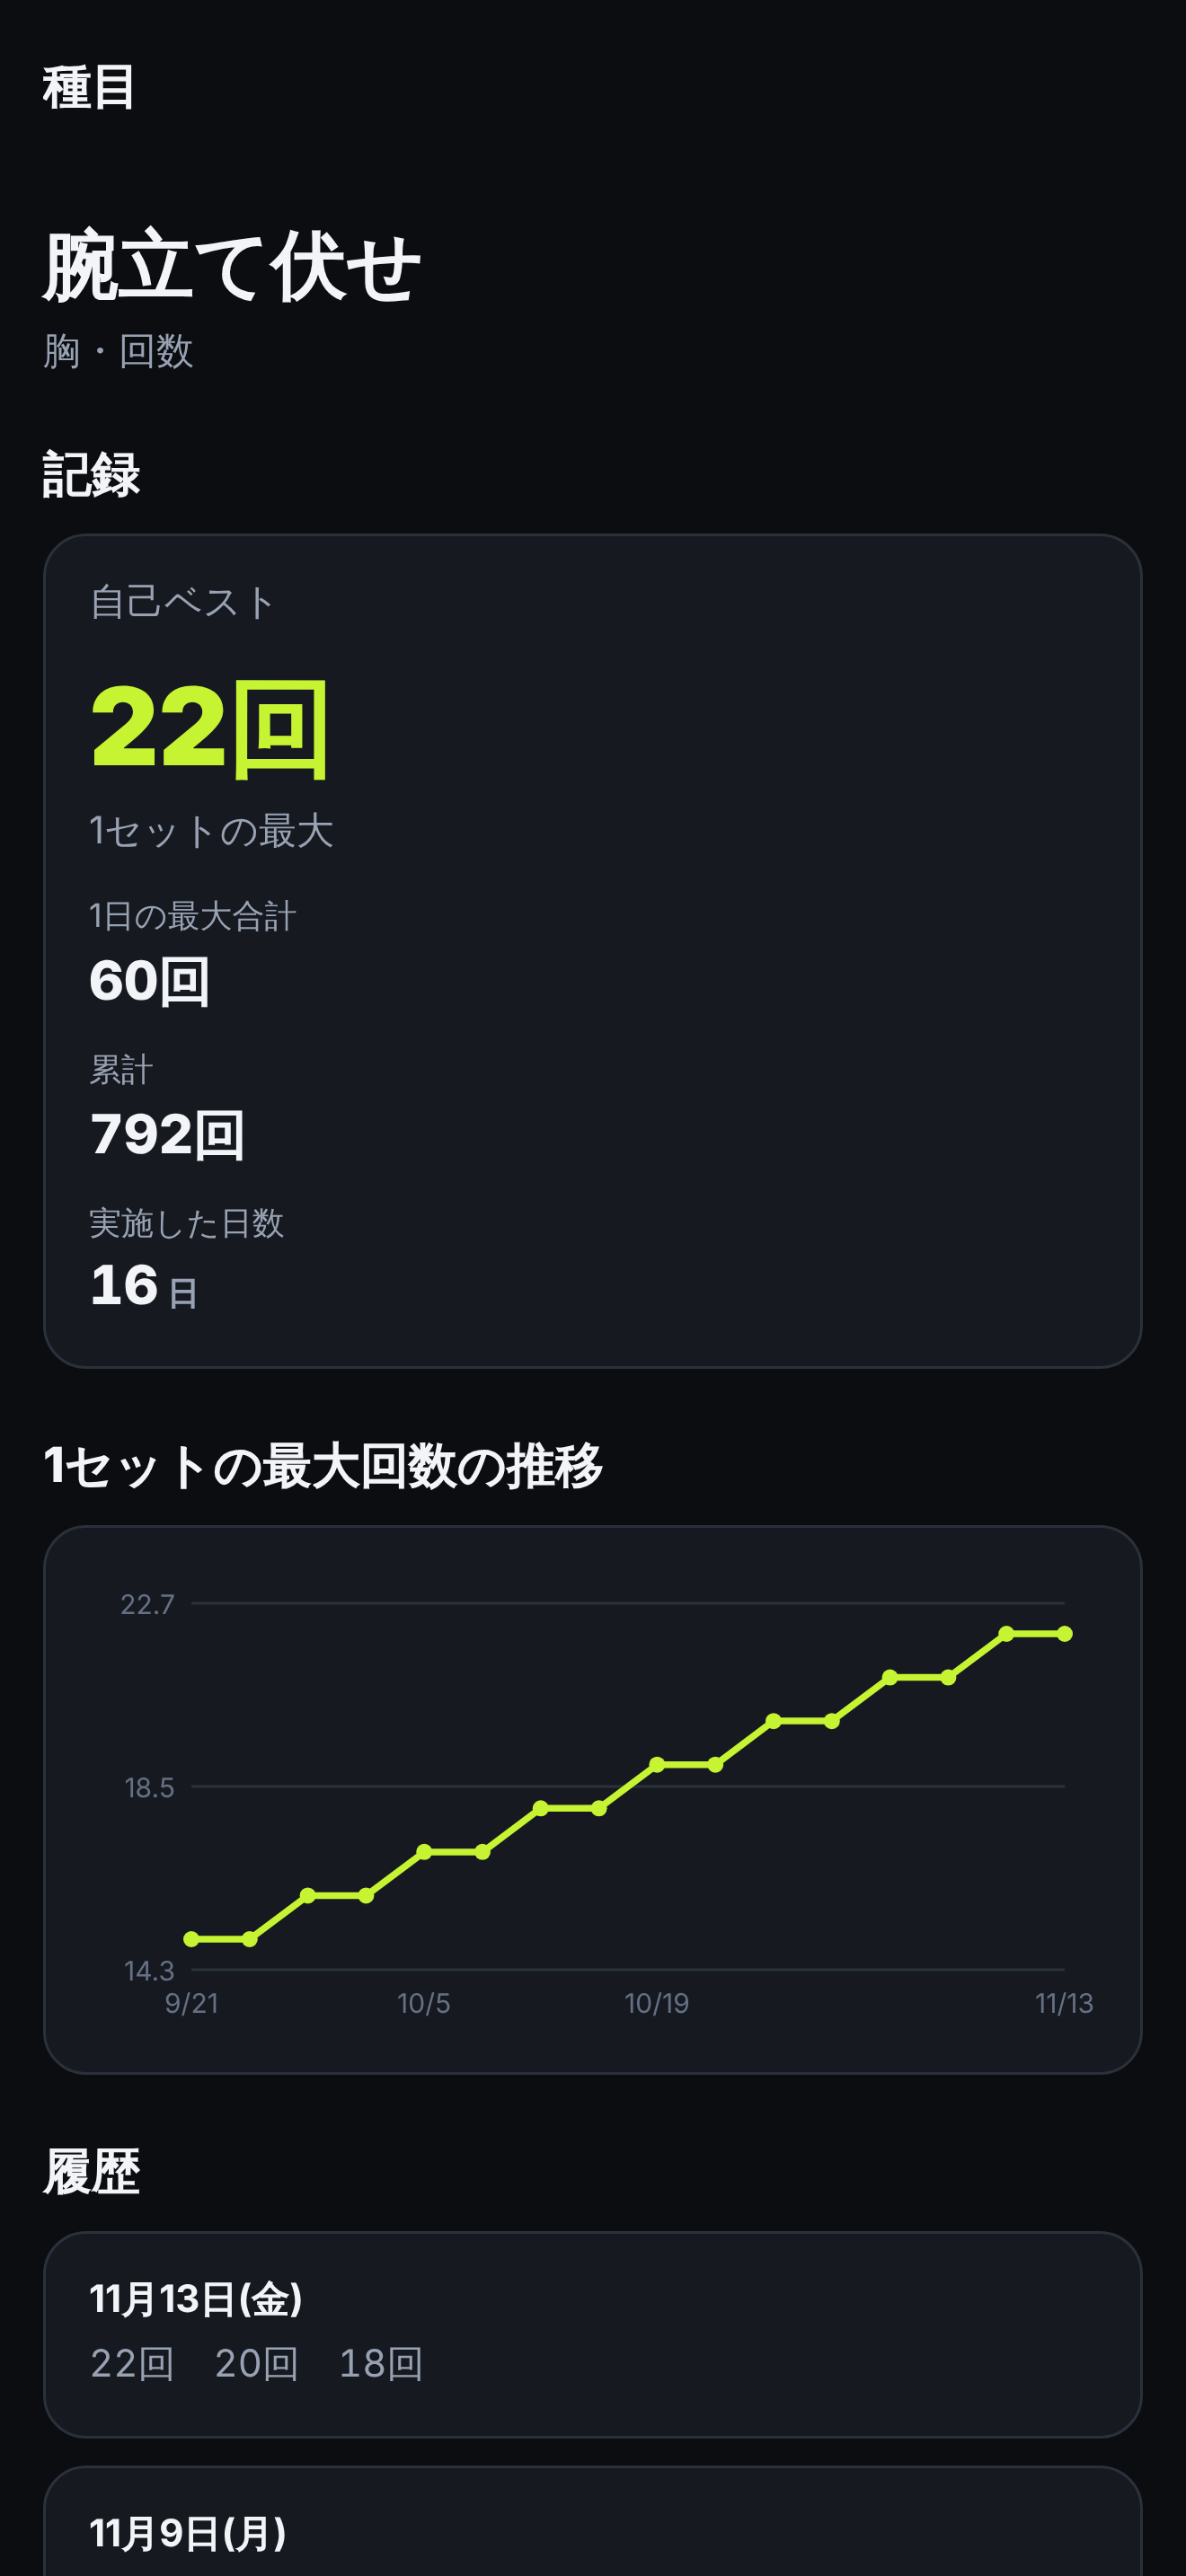 種目
腕立て伏せ
胸・回数
記録
自己ベスト
22回
1セットの最大
1日の最大合計
60回
累計
792回
実施した日数
16 日
1セットの最大回数の推移
22.7
18.5
14.3
9/21 10/5 10/19 11/13
履歴
11月13日(金)
22回 20回 18回
11月9日(月)